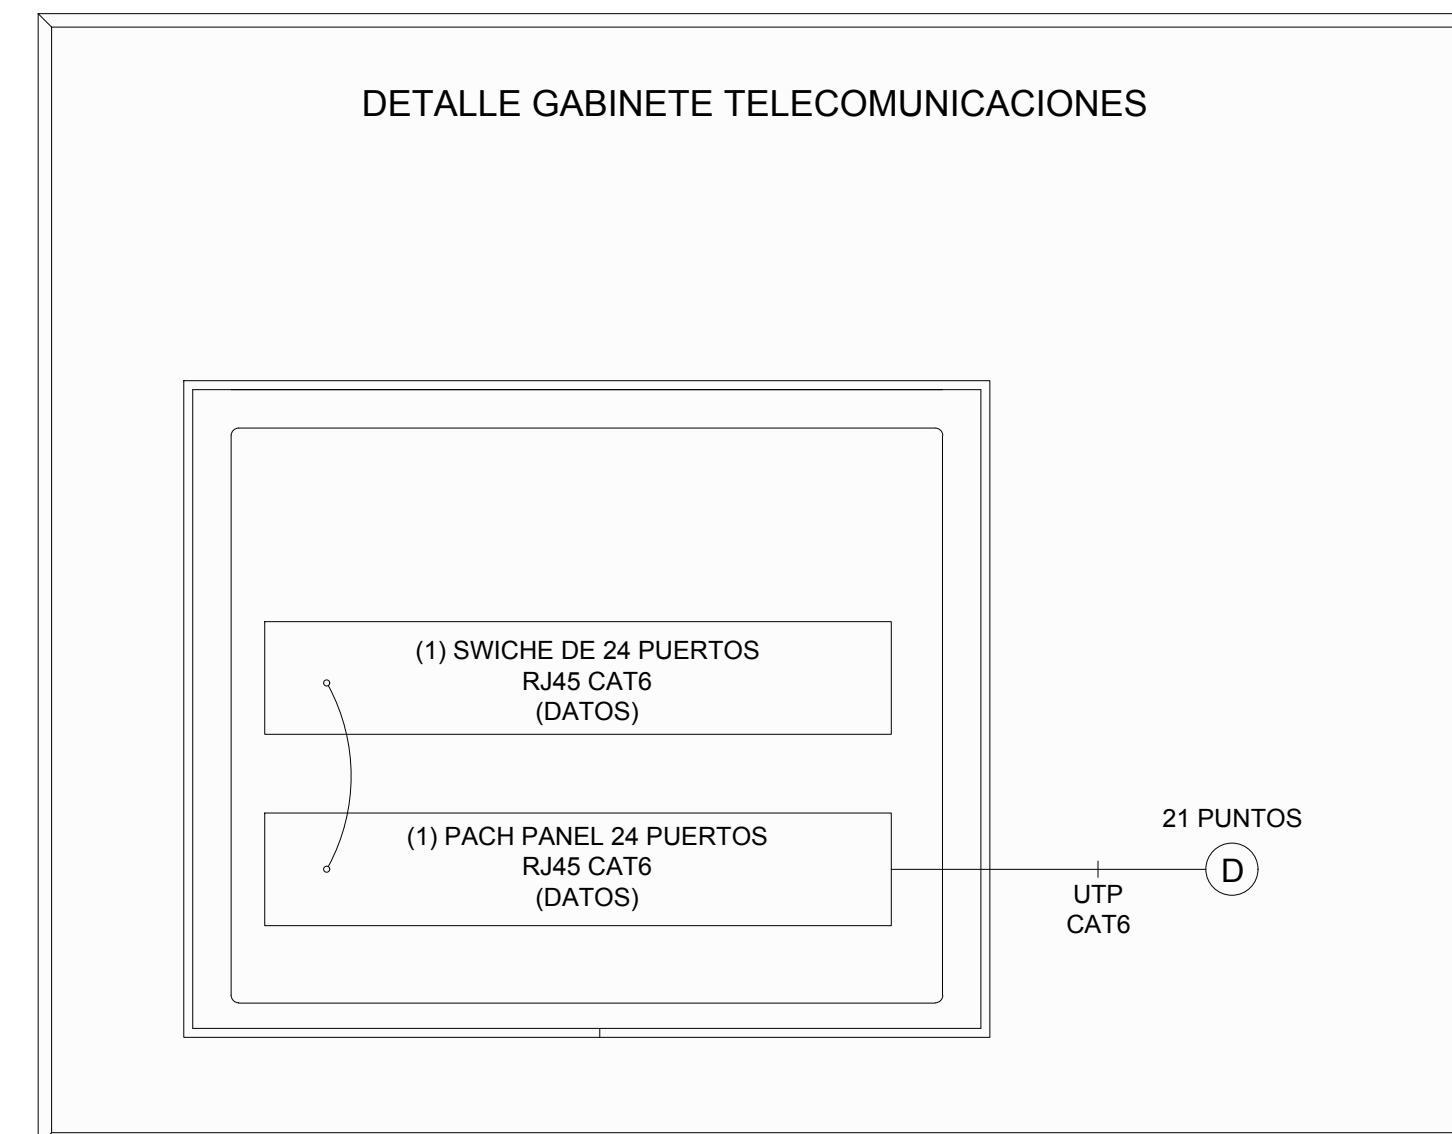 DETALLE GABINETE TELECOMUNICACIONES
(1) SWICHE DE 24 PUERTOS
RJ45 CAT6
(DATOS)
(1) PACH PANEL 24 PUERTOS
RJ45 CAT6
(DATOS)
21 PUNTOS
D
UTP
CAT6